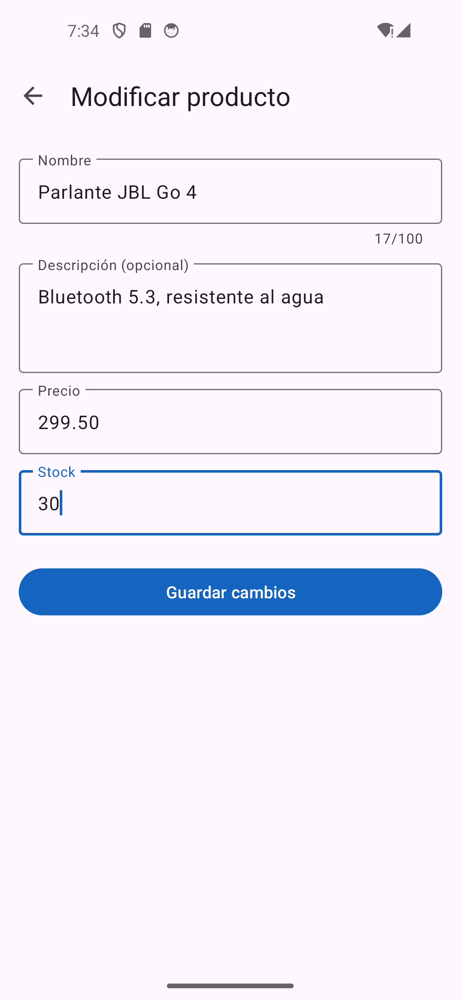 7:34
Modificar producto
Nombre
Parlante JBL Go 4
17/100
Descripción (opcional)
Bluetooth 5.3, resistente al agua
Precio
299.50
Stock
30
Guardar cambios